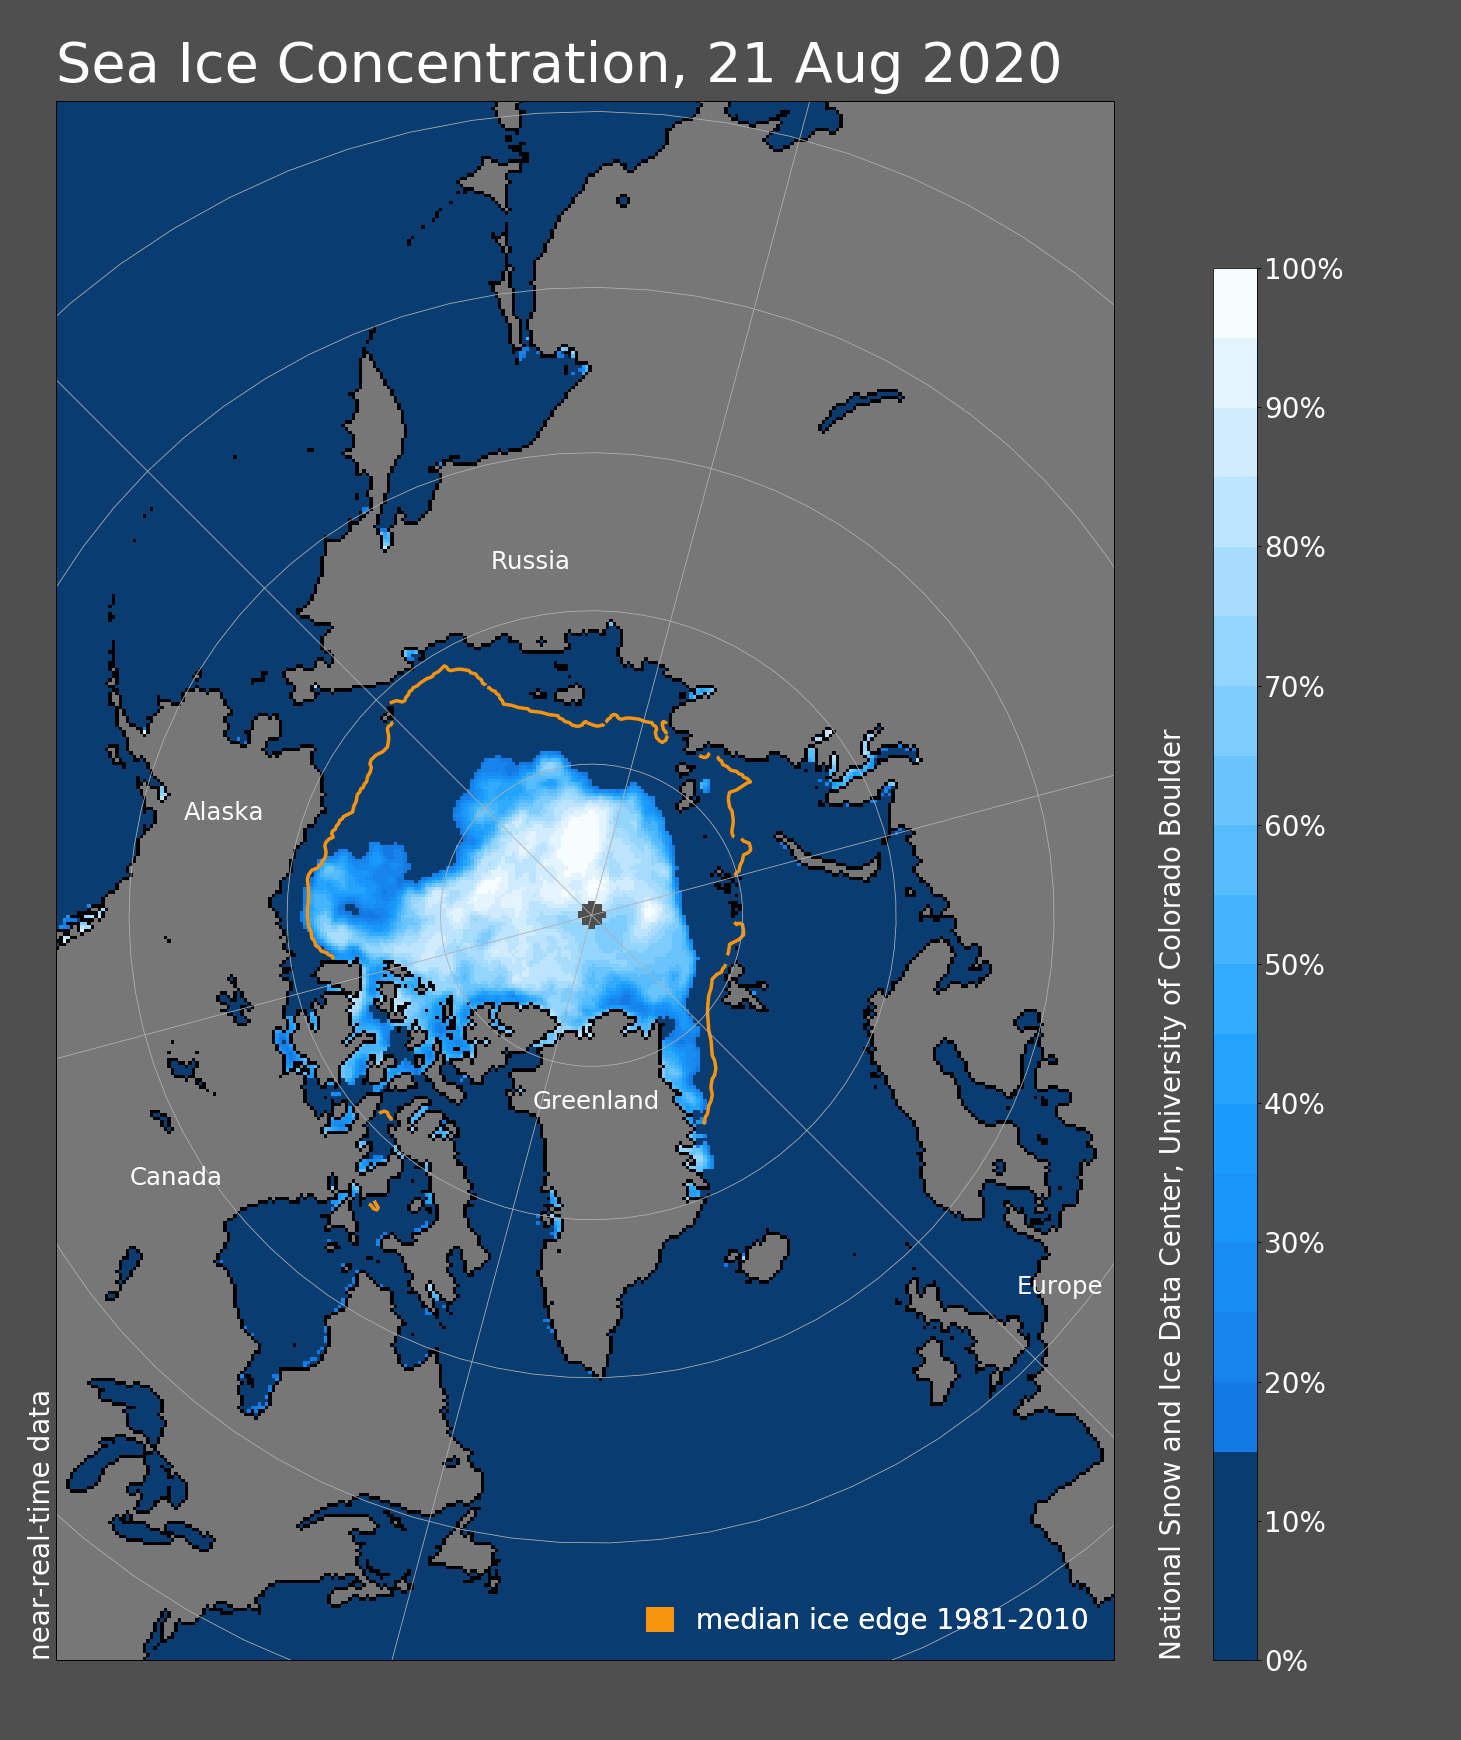 Sea Ice Concentration, 21 Aug 2020
Russia
Alaska
Greenland
Canada
Europe
median ice edge 1981-2010
near-real-time data
National Snow and Ice Data Center, University of Colorado Boulder
100%
90%
80%
70%
60%
50%
40%
30%
20%
10%
0%